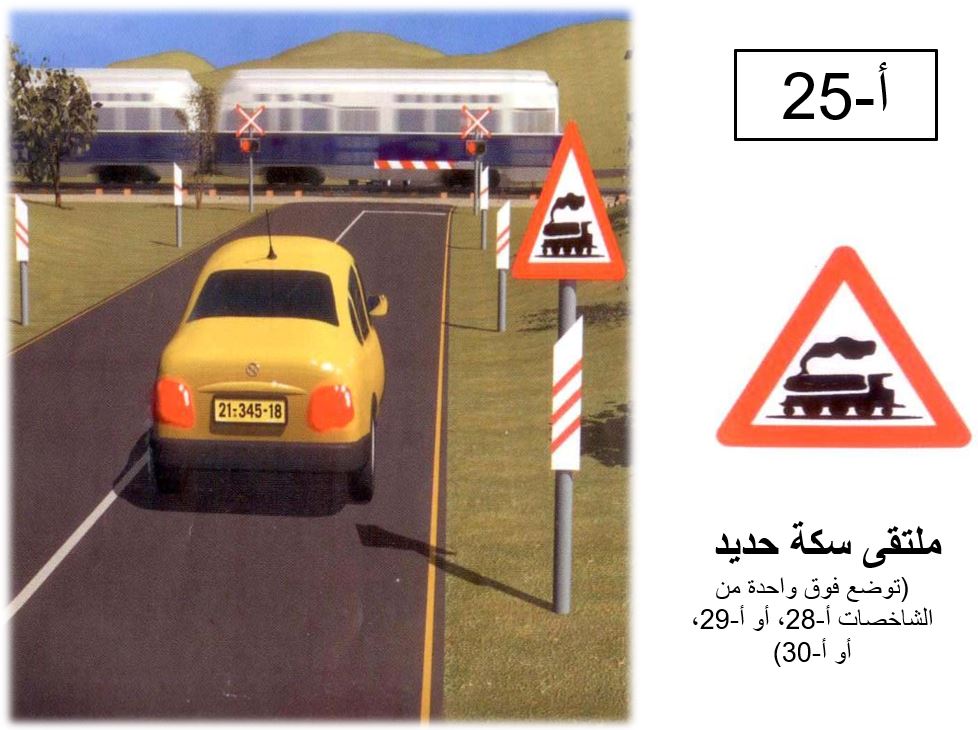 أ-25
21-345-18
ملتقى سكة حديد
(توضع فوق واحدة من
الشاخصات أ-28، أو أ-29،
أو أ-30)